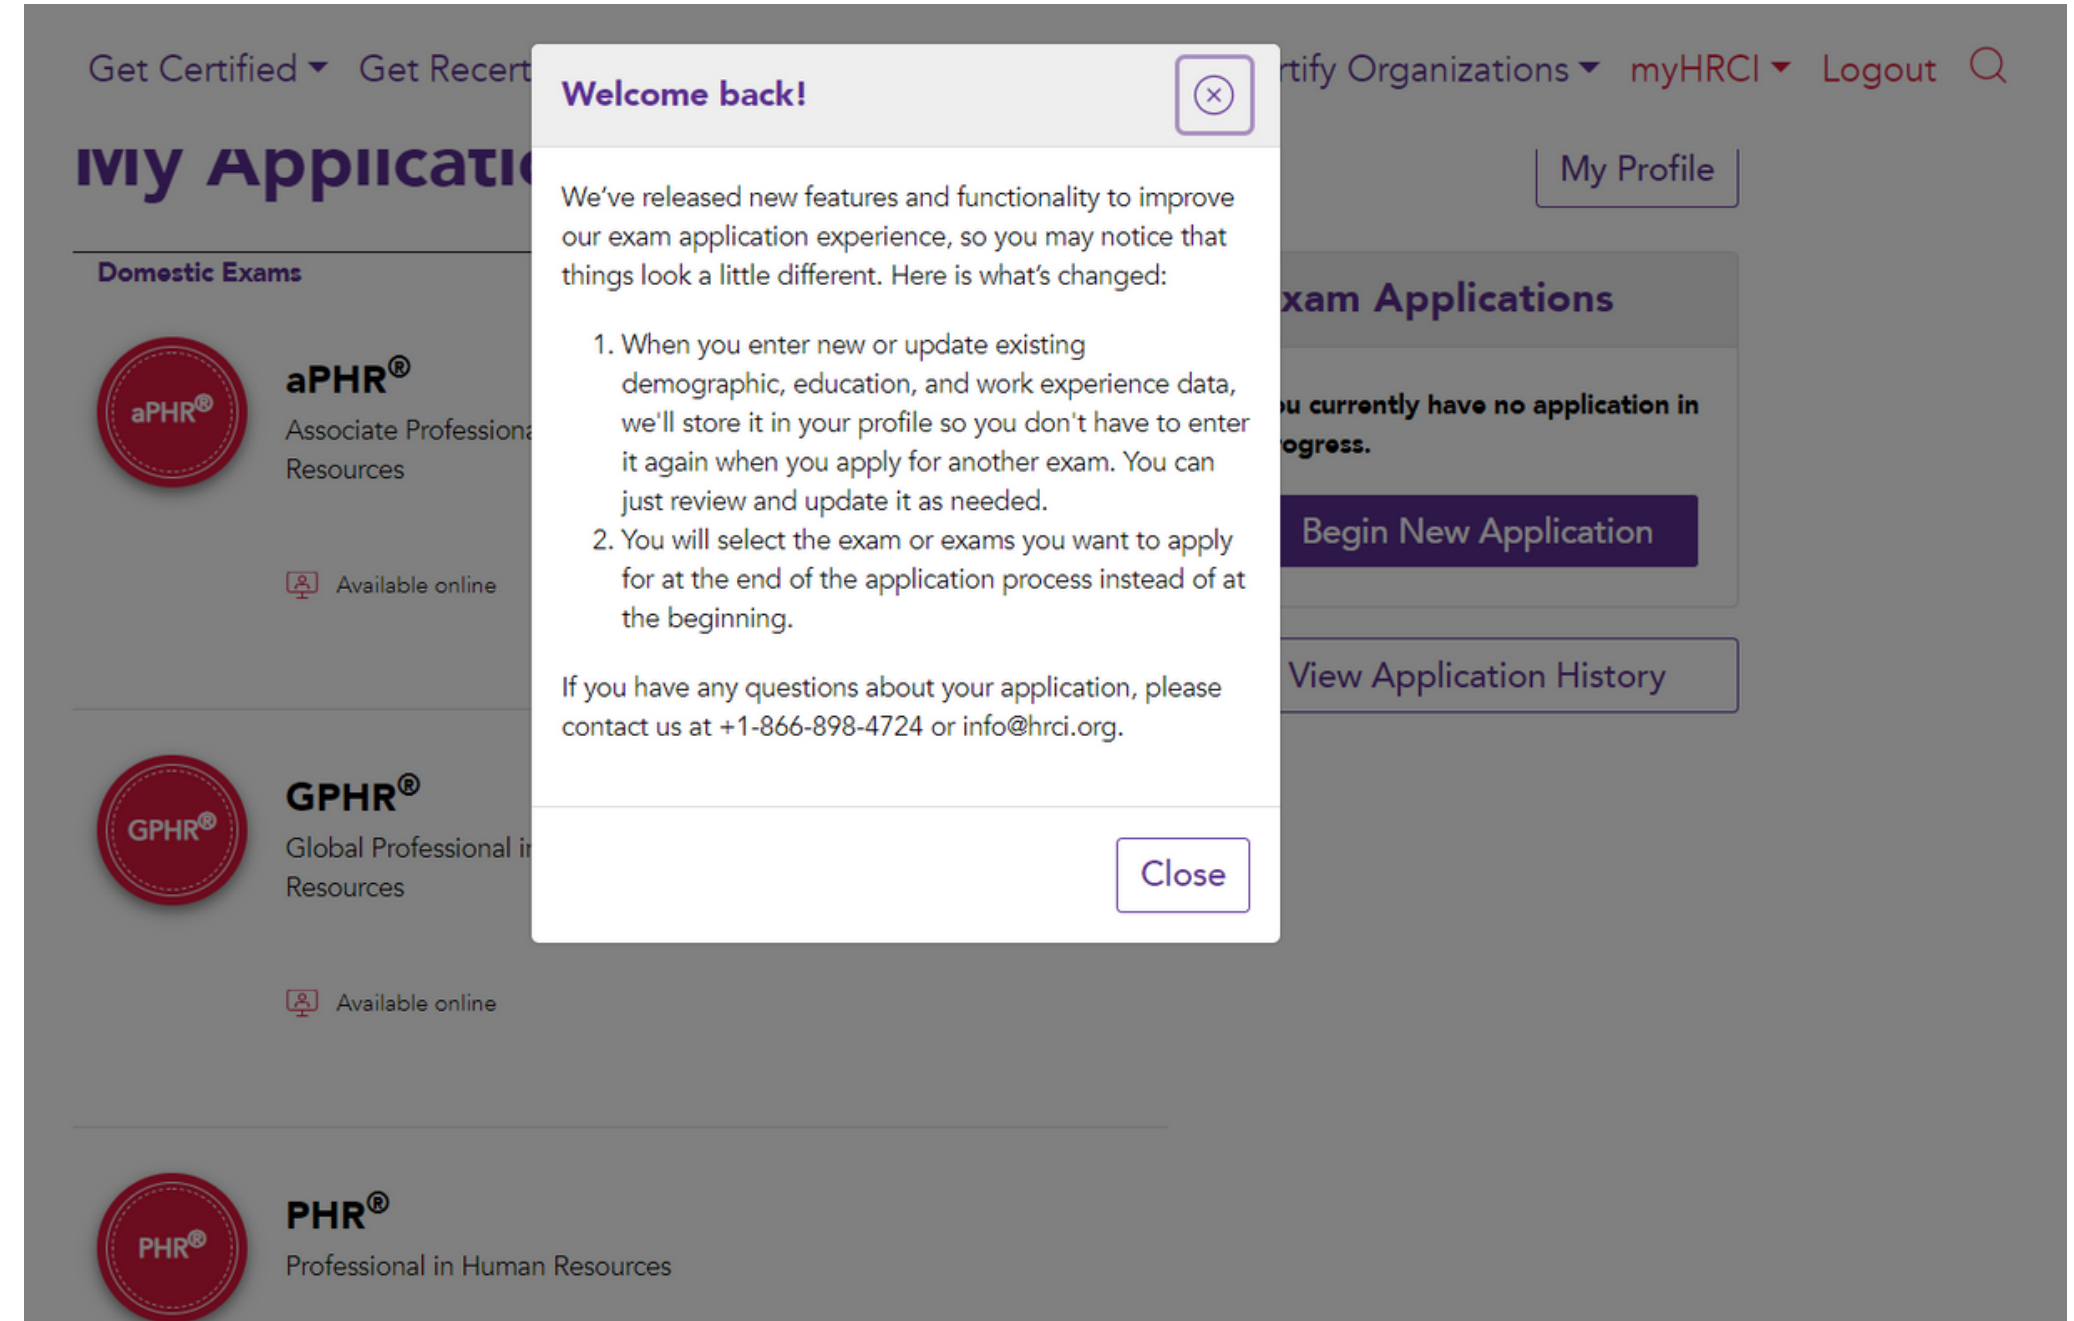 Get Certified Get Recert
rtify Organizations myHRCI Logout
My Applicatio
My Profile
Welcome back!
We've released new features and functionality to improve
our exam application experience, so you may notice that
things look a little different. Here is what's changed:
1. When you enter new or update existing
demographic, education, and work experience data,
we'll store it in your profile so you don't have to enter
it again when you apply for another exam. You can
just review and update it as needed.
2. You will select the exam or exams you want to apply
for at the end of the application process instead of at
the beginning.
If you have any questions about your application, please
contact us at +1-866-898-4724 or info@hrci.org.
Close
Domestic Exams
aPHR®
aPHR®
Associate Professiona
Resources
Available online
GPHR®
GPHR®
Global Professional in
Resources
Available online
PHR®
PHR®
Professional in Human Resources
xam Applications
ou currently have no application in
ogress.
Begin New Application
View Application History